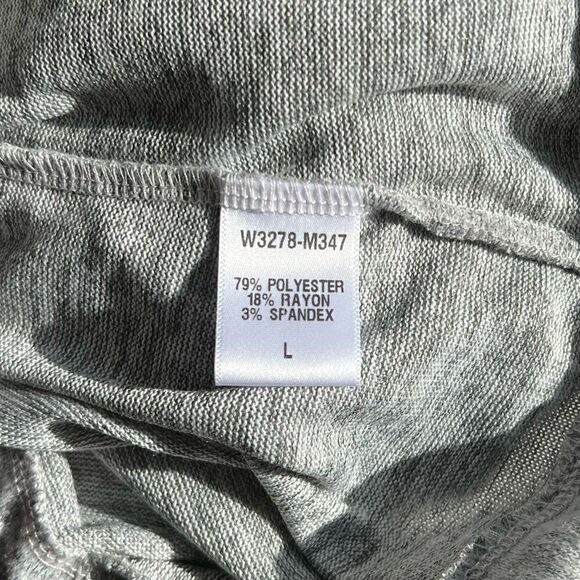 W3278-M347
79% POLYESTER
18% RAYON
3% SPANDEX
L